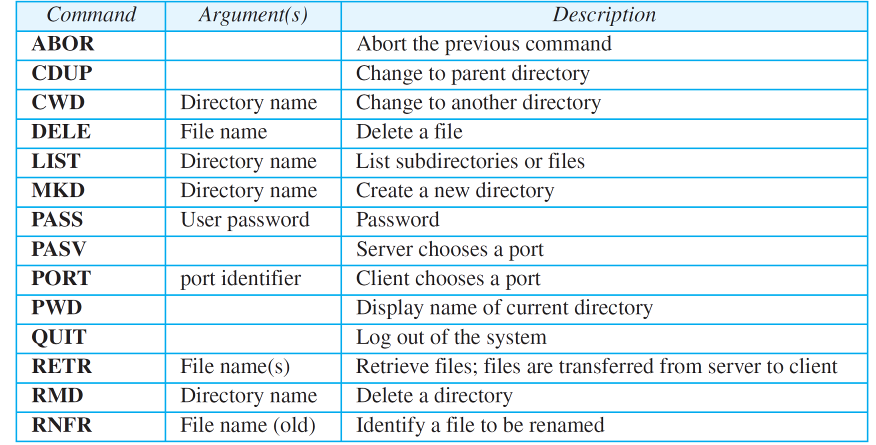 Command Argument(s) Description
ABOR Abort the previous command
CDUP Change to parent directory
CWD Directory name Change to another directory
DELE File name Delete a file
LIST Directory name List subdirectories or files
MKD Directory name Create a new directory
PASS User password Password
PASV Server chooses a port
PORT port identifier Client chooses a port
PWD Display name of current directory
QUIT Log out of the system
RETR File name(s) Retrieve files; files are transferred from server to client
RMD Directory name Delete a directory
RNFR File name (old) Identify a file to be renamed